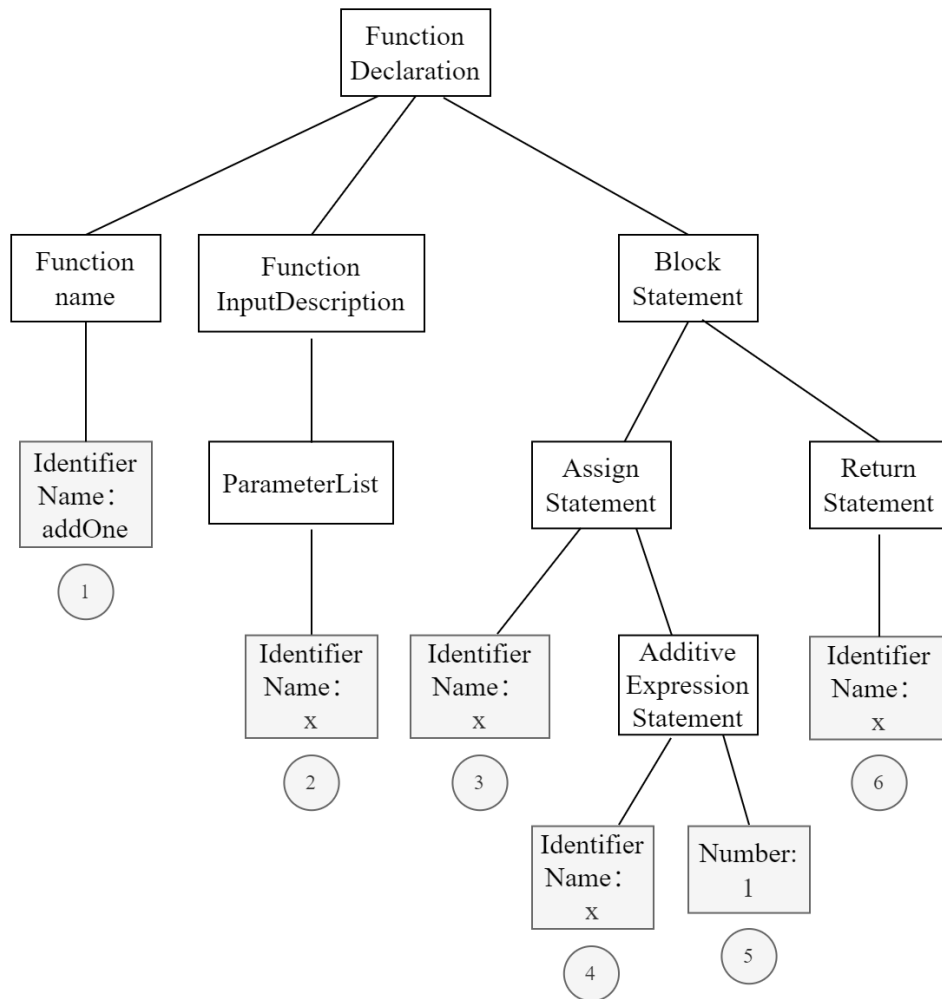 Function
Declaration
Function
name
Function
InputDescription
Block
Statement
Identifier
Name：
addOne
1
ParameterList
Assign
Statement
Return
Statement
Identifier
Name：
x
2
Identifier
Name：
x
3
Additive
Expression
Statement
Identifier
Name：
x
6
Identifier
Name：
x
4
Number:
1
5